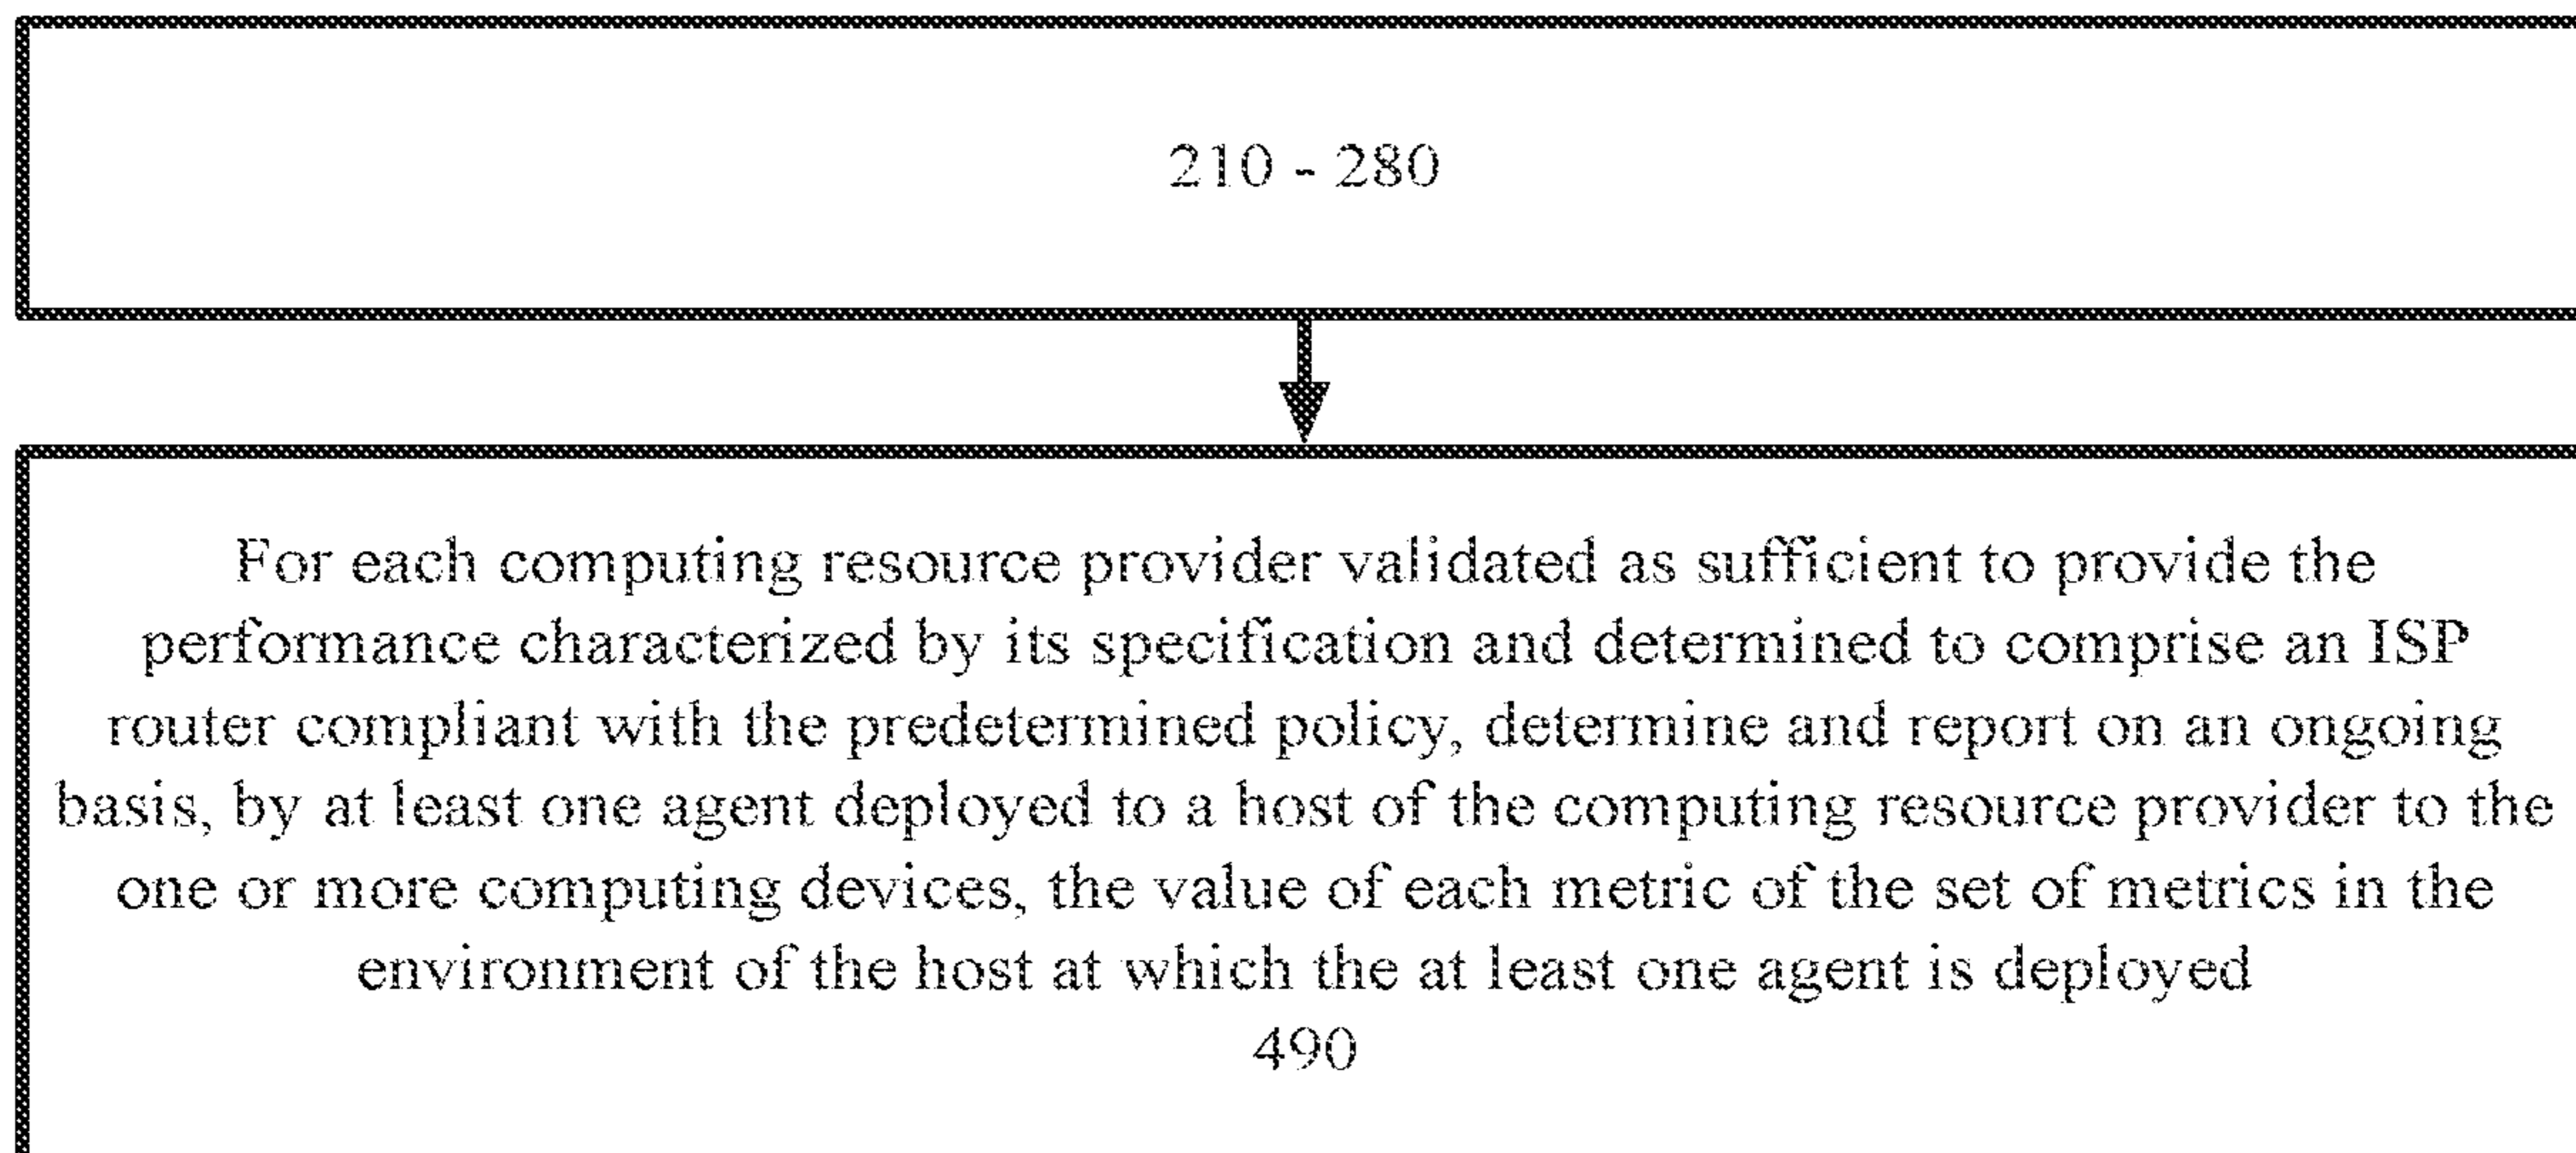 210 - 280
For each computing resource provider validated as sufficient to provide the
performance characterized by its specification and determined to comprise an ISP
router compliant with the predetermined policy, determine and report on an ongoing
basis, by at least one agent deployed to a host of the computing resource provider to the
one or more computing devices, the value of each metric of the set of metrics in the
environment of the host at which the at least one agent is deployed
490